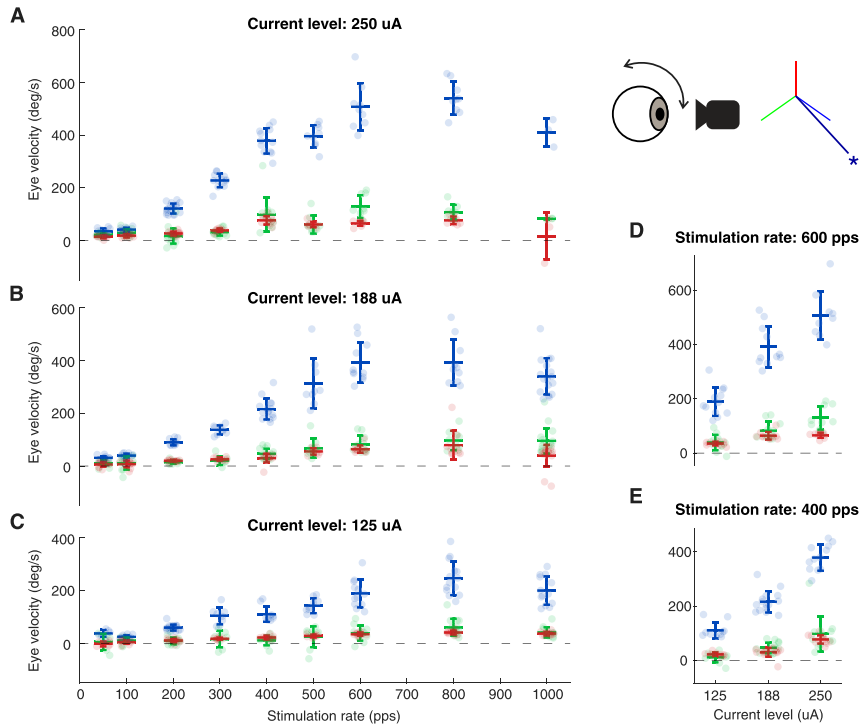 A
Current level: 250 uA
800
600
400
200
0
Eye velocity (deg/s)
*
B
Current level: 188 uA
600
400
200
0
Eye velocity (deg/s)
C
Current level: 125 uA
400
200
0
Eye velocity (deg/s)
0 100 200 300 400 500 600 700 800 900 1000
Stimulation rate (pps)
D
Stimulation rate: 600 pps
600
400
200
0
E
Stimulation rate: 400 pps
400
200
0
125 188 250
Current level (uA)